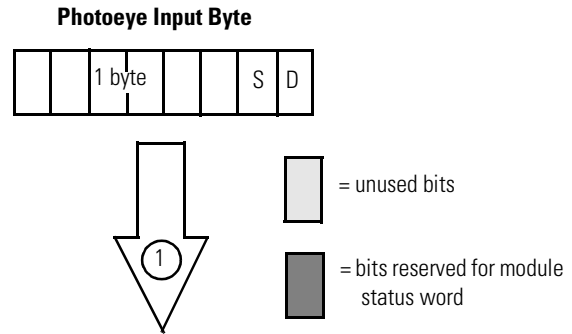 Photoeye Input Byte
1 byte S D
= unused bits
1
= bits reserved for module
status word